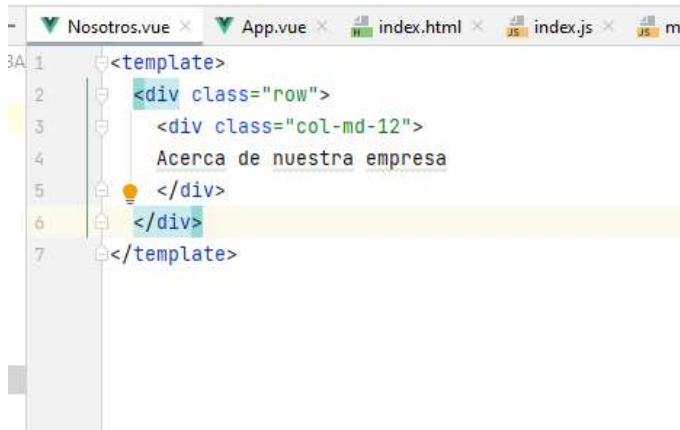 Nosotros.vue App.vue index.html index.js m
BA 1 <template>
2 <div class="row">
3 <div class="col-md-12">
4 Acerca de nuestra empresa
5 </div>
6 </div>
7 </template>